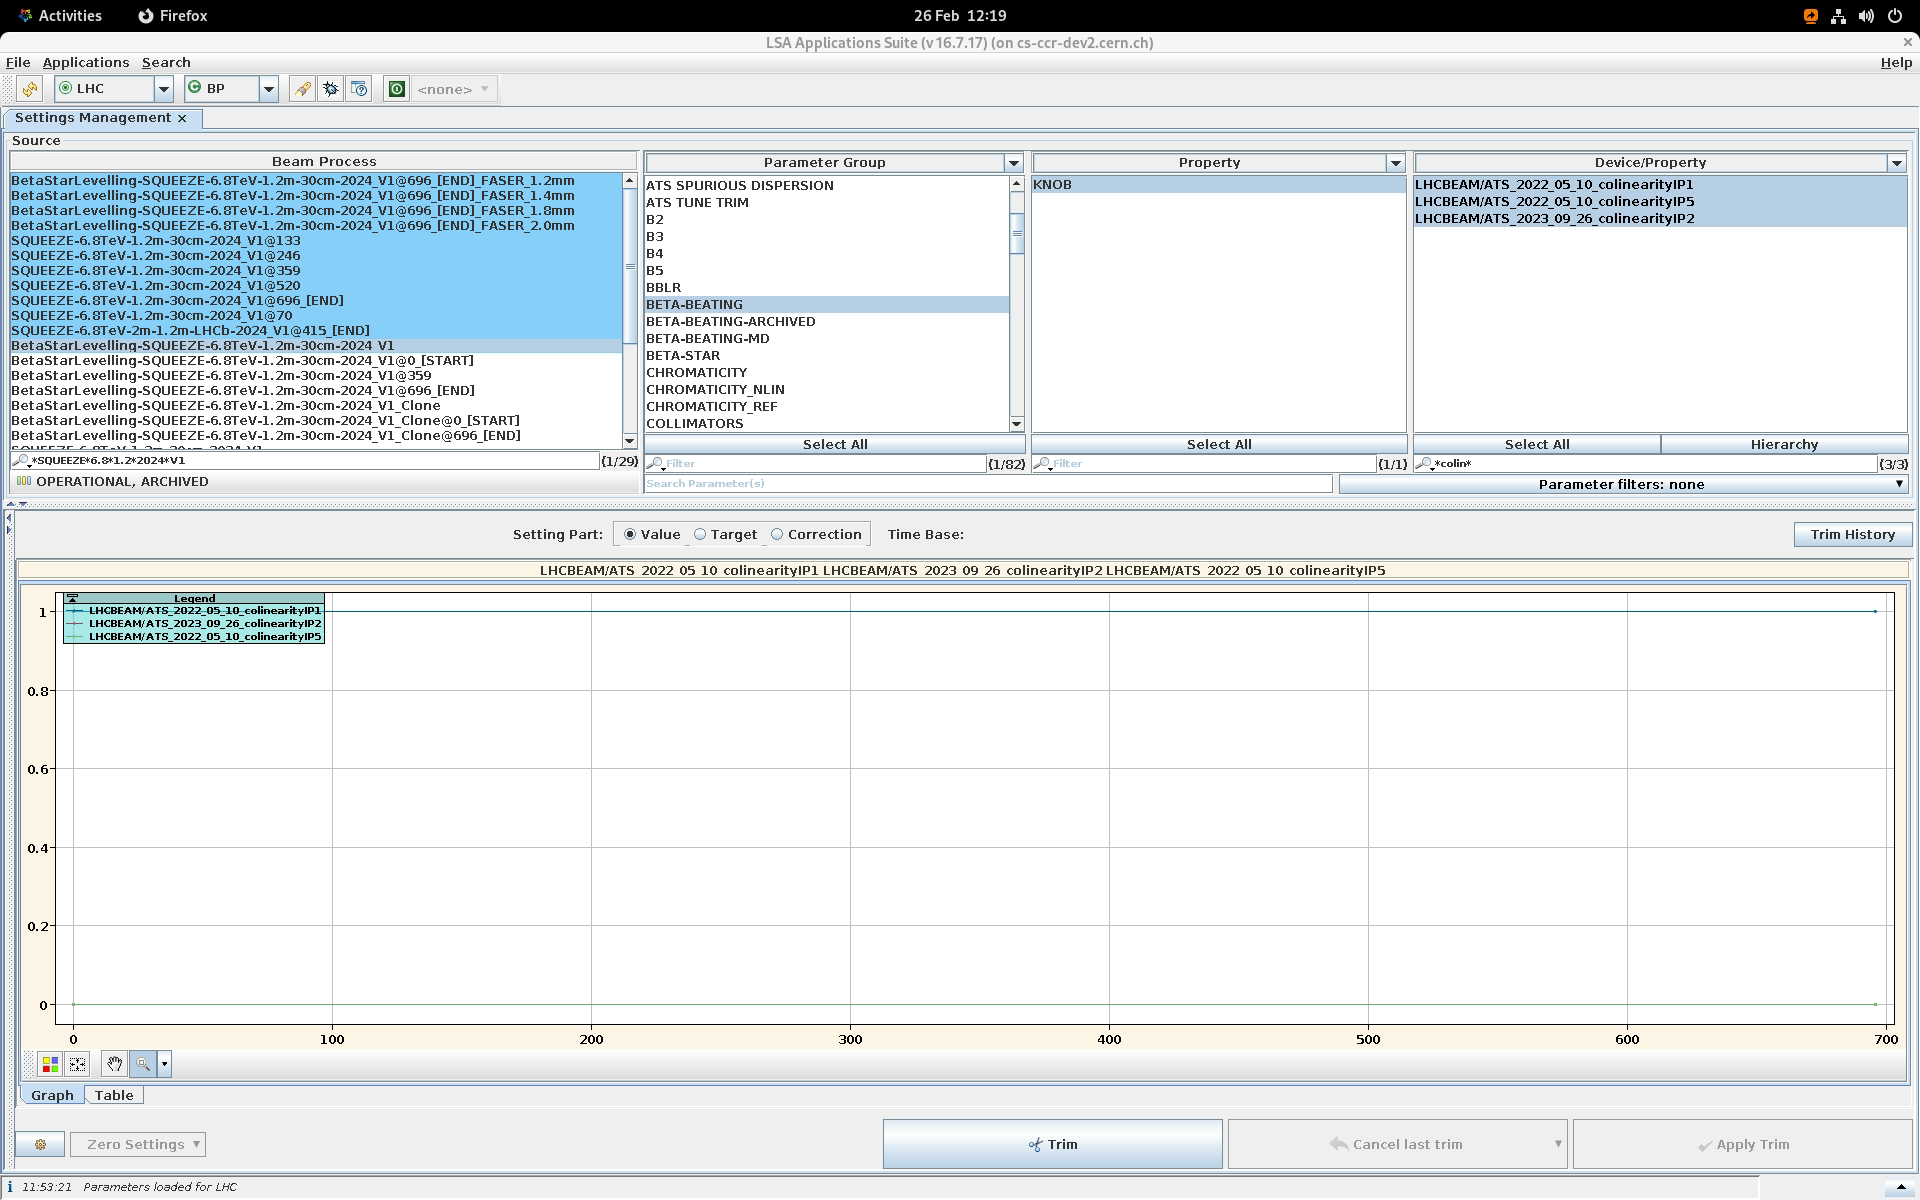 Activities Firefox 26 Feb 12:19
LSA Applications Suite (v 16.7.17) (on cs-ccr-dev2.cern.ch)
File Applications Search Help
LHC BP <none>
Settings Management
Source
Beam Process
BetaStarLevelling-SQUEEZE-6.8TeV-1.2m-30cm-2024_V1@696_[END]_FASER_1.2mm
BetaStarLevelling-SQUEEZE-6.8TeV-1.2m-30cm-2024_V1@696_[END]_FASER_1.4mm
BetaStarLevelling-SQUEEZE-6.8TeV-1.2m-30cm-2024_V1@696_[END]_FASER_1.8mm
BetaStarLevelling-SQUEEZE-6.8TeV-1.2m-30cm-2024_V1@696_[END]_FASER_2.0mm
SQUEEZE-6.8TeV-1.2m-30cm-2024_V1@133
SQUEEZE-6.8TeV-1.2m-30cm-2024_V1@246
SQUEEZE-6.8TeV-1.2m-30cm-2024_V1@359
SQUEEZE-6.8TeV-1.2m-30cm-2024_V1@520
SQUEEZE-6.8TeV-1.2m-30cm-2024_V1@696_[END]
SQUEEZE-6.8TeV-1.2m-30cm-2024_V1@70
SQUEEZE-6.8TeV-2m-1.2m-LHCb-2024_V1@415_[END]
BetaStarLevelling-SQUEEZE-6.8TeV-1.2m-30cm-2024_V1
BetaStarLevelling-SQUEEZE-6.8TeV-1.2m-30cm-2024_V1@0_[START]
BetaStarLevelling-SQUEEZE-6.8TeV-1.2m-30cm-2024_V1@359
BetaStarLevelling-SQUEEZE-6.8TeV-1.2m-30cm-2024_V1@696_[END]
BetaStarLevelling-SQUEEZE-6.8TeV-1.2m-30cm-2024_V1_Clone
BetaStarLevelling-SQUEEZE-6.8TeV-1.2m-30cm-2024_V1_Clone@0_[START]
BetaStarLevelling-SQUEEZE-6.8TeV-1.2m-30cm-2024_V1_Clone@696_[END]
*SQUEEZE*6.8*1.2*2024*V1 (1/29)
OPERATIONAL, ARCHIVED
Parameter Group
ATS SPURIOUS DISPERSION
ATS TUNE TRIM
B2
B3
B4
B5
BBLR
BETA-BEATING
BETA-BEATING-ARCHIVED
BETA-BEATING-MD
BETA-STAR
CHROMATICITY
CHROMATICITY_NLIN
CHROMATICITY_REF
COLLIMATORS
Select All
Filter (1/82)
Search Parameter(s)
Property
KNOB
Select All
Filter (1/1)
Device/Property
LHCBEAM/ATS_2022_05_10_colinearityIP1
LHCBEAM/ATS_2022_05_10_colinearityIP5
LHCBEAM/ATS_2023_09_26_colinearityIP2
Select All Hierarchy
*colin* (3/3)
Parameter filters: none
Setting Part: Value Target Correction Time Base: Trim History
LHCBEAM/ATS_2022_05_10_colinearityIP1 LHCBEAM/ATS_2023_09_26_colinearityIP2 LHCBEAM/ATS_2022_05_10_colinearityIP5
Legend
LHCBEAM/ATS_2022_05_10_colinearityIP1
LHCBEAM/ATS_2023_09_26_colinearityIP2
LHCBEAM/ATS_2022_05_10_colinearityIP5
1
0.8
0.6
0.4
0.2
0
0 100 200 300 400 500 600 700
Graph Table
Zero Settings Trim Cancel last trim Apply Trim
11:53:21 Parameters loaded for LHC